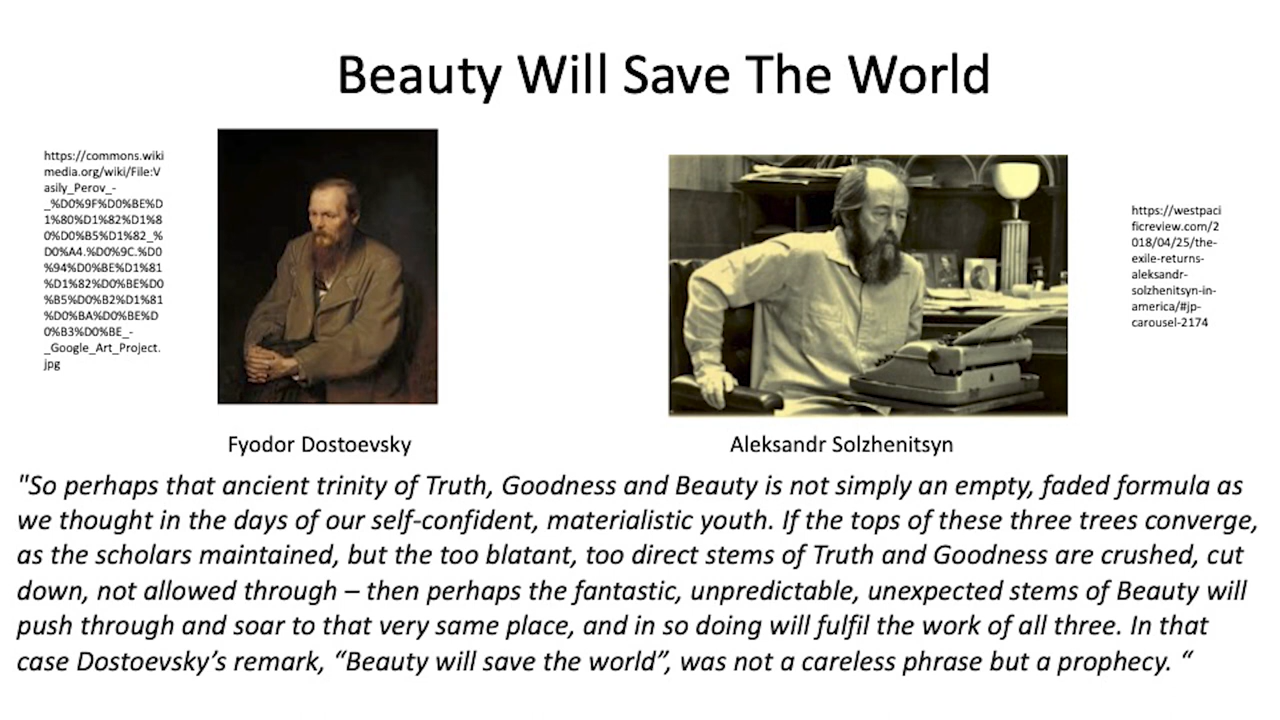 Beauty Will Save The World
https://commons.wiki
media.org/wiki/File:V
asily_Perov_-
_%D0%9F%D0%BE%D
1%80%D1%82%D1%8
0%D0%B5%D1%82_%
D0%A4.%D0%9C.%D0
%94%D0%BE%D1%81
%D1%82%D0%BE%D0
%B5%D0%B2%D1%81
%D0%BA%D0%BE%D
0%B3%D0%BE_-
_Google_Art_Project.
jpg
https://westpaci
ficreview.com/2
018/04/25/the-
exile-returns-
aleksandr-
solzhenitsyn-in-
america/#jp-
carousel-2174
Fyodor Dostoevsky
Aleksandr Solzhenitsyn
"So perhaps that ancient trinity of Truth, Goodness and Beauty is not simply an empty, faded formula as
we thought in the days of our self-confident, materialistic youth. If the tops of these three trees converge,
as the scholars maintained, but the too blatant, too direct stems of Truth and Goodness are crushed, cut
down, not allowed through – then perhaps the fantastic, unpredictable, unexpected stems of Beauty will
push through and soar to that very same place, and in so doing will fulfil the work of all three. In that
case Dostoevsky’s remark, “Beauty will save the world”, was not a careless phrase but a prophecy. “